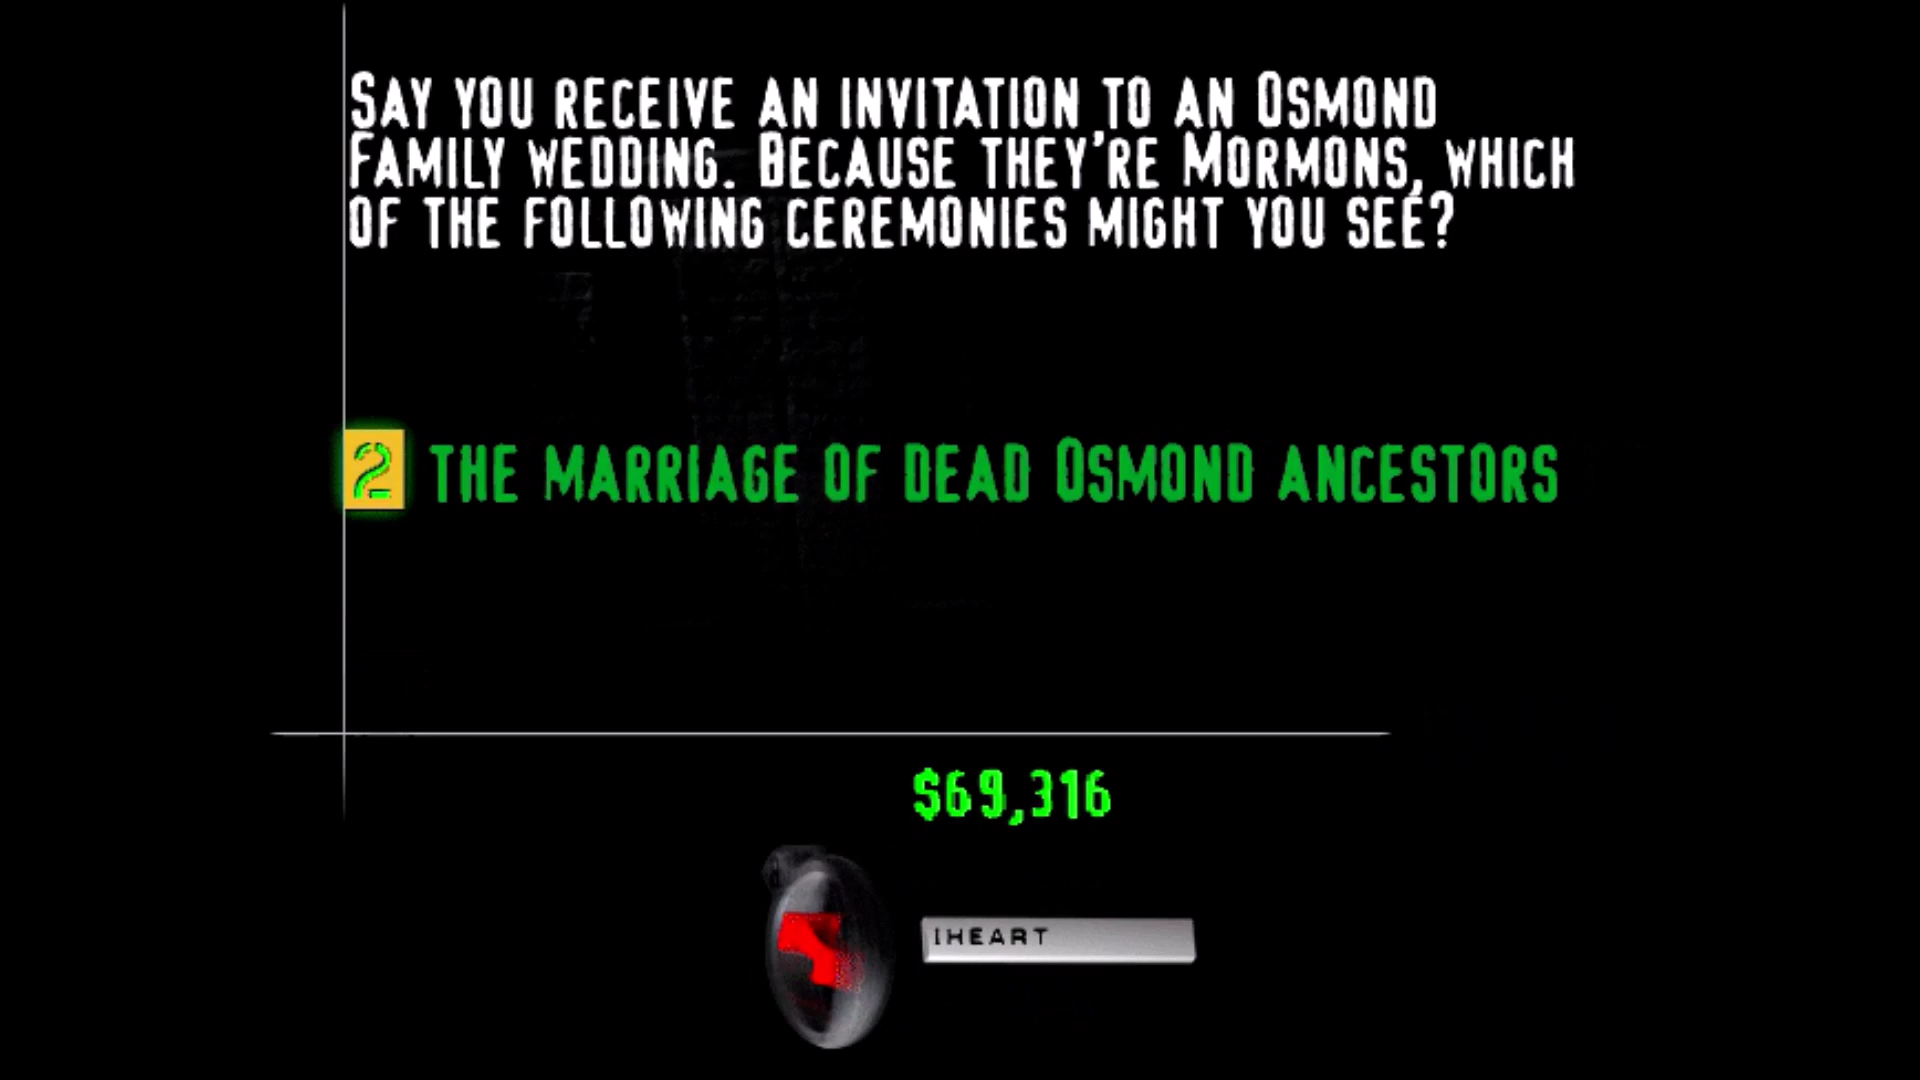 SAY YOU RECEIVE AN INVITATION TO AN OSMOND
FAMILY WEDDING. BECAUSE THEY'RE MORMONS, WHICH
OF THE FOLLOWING CEREMONIES MIGHT YOU SEE?
2 THE MARRIAGE OF DEAD OSMOND ANCESTORS
$69,316
IHEART